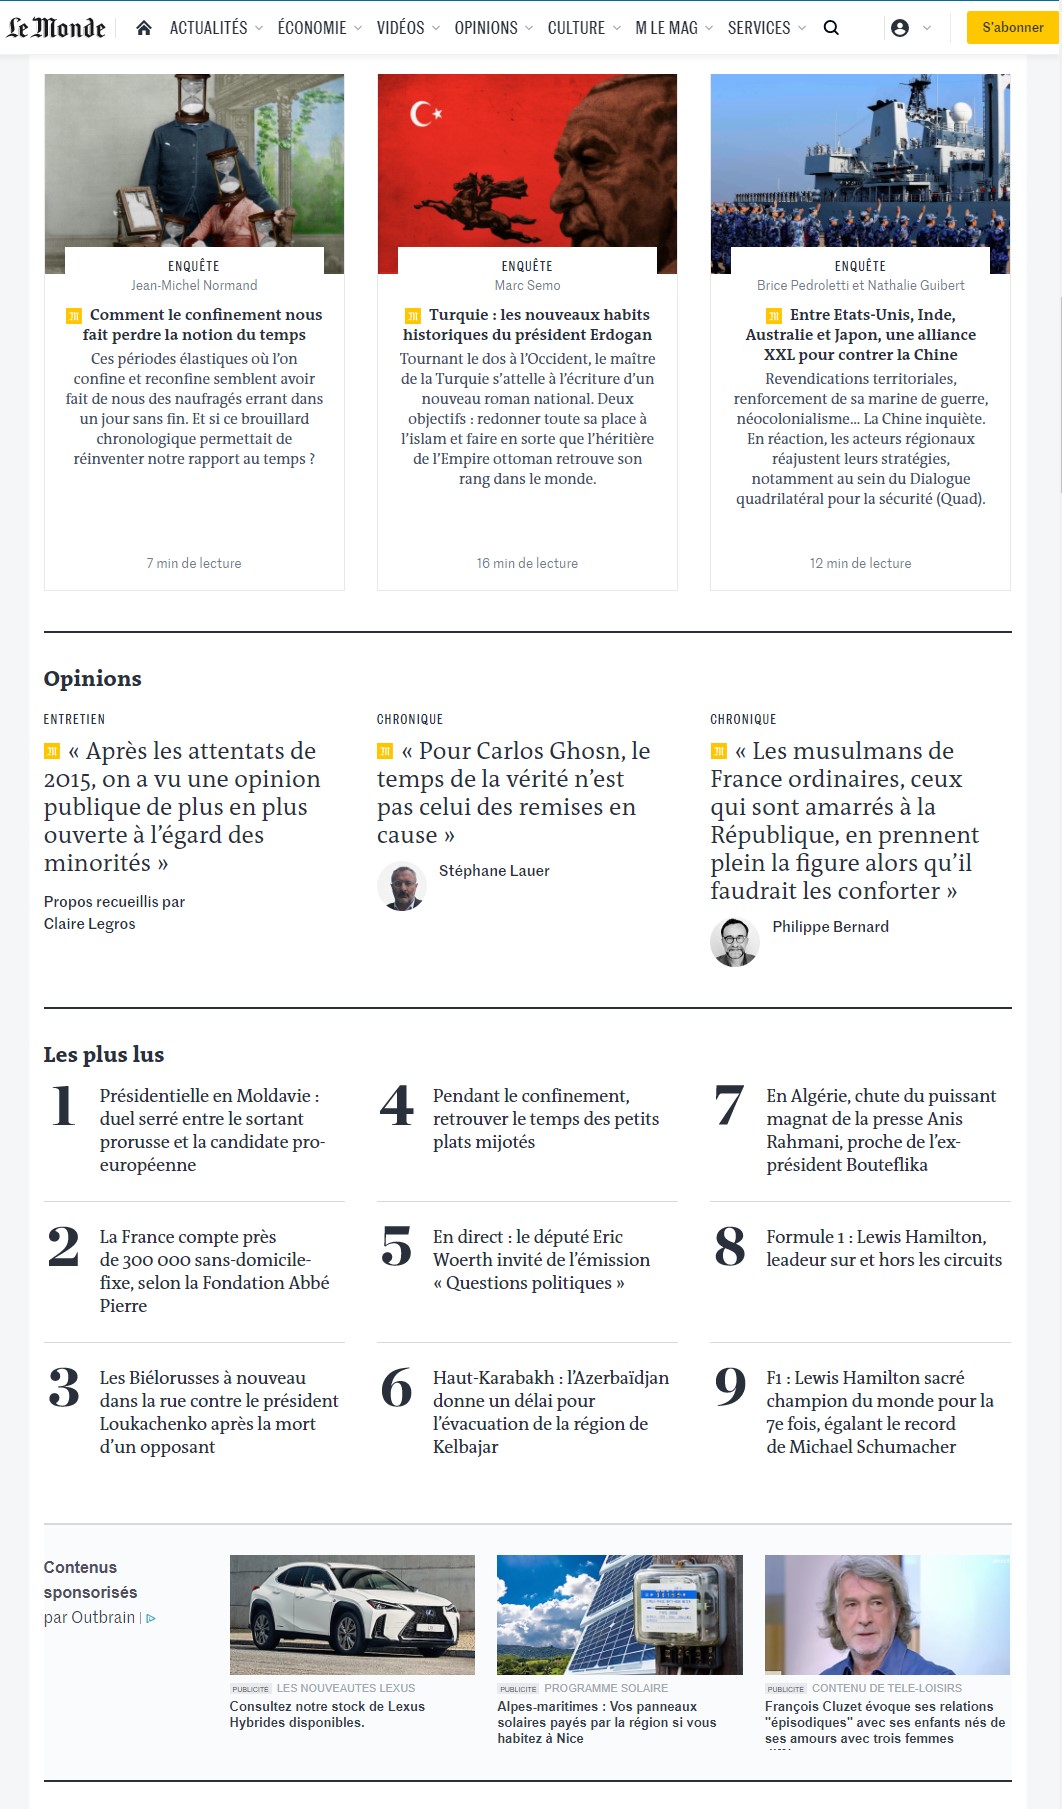 Le Monde
ACTUALITÉS
ÉCONOMIE
VIDÉOS
OPINIONS
CULTURE
M LE MAG
SERVICES
S'abonner
ENQUÊTE
Jean-Michel Normand
Comment le confinement nous
fait perdre la notion du temps
Ces périodes élastiques où l'on
confine et reconfine semblent avoir
fait de nous des naufragés errant dans
un jour sans fin. Et si ce brouillard
chronologique permettait de
réinventer notre rapport au temps ?
7 min de lecture
ENQUÊTE
Marc Semo
Turquie : les nouveaux habits
historiques du président Erdogan
Tournant le dos à l'Occident, le maître
de la Turquie s'attelle à l'écriture d'un
nouveau roman national. Deux
objectifs : redonner toute sa place à
l'islam et faire en sorte que l'héritière
de l'Empire ottoman retrouve son
rang dans le monde.
16 min de lecture
ENQUÊTE
Brice Pedroletti et Nathalie Guibert
Entre Etats-Unis, Inde,
Australie et Japon, une alliance
XXL pour contrer la Chine
Revendications territoriales,
renforcement de sa marine de guerre,
néocolonialisme... La Chine inquiète.
En réaction, les acteurs régionaux
réajustent leurs stratégies,
notamment au sein du Dialogue
quadrilatéral pour la sécurité (Quad).
12 min de lecture
Opinions
ENTRETIEN
« Après les attentats de
2015, on a vu une opinion
publique de plus en plus
ouverte à l'égard des
minorités »
Propos recueillis par
Claire Legros
CHRONIQUE
« Pour Carlos Ghosn, le
temps de la vérité n'est
pas celui des remises en
cause »
Stéphane Lauer
CHRONIQUE
« Les musulmans de
France ordinaires, ceux
qui sont amarrés à la
République, en prennent
plein la figure alors qu'il
faudrait les conforter »
Philippe Bernard
Les plus lus
1
Présidentielle en Moldavie :
duel serré entre le sortant
prorusse et la candidate pro-
européenne
2
La France compte près
de 300 000 sans-domicile-
fixe, selon la Fondation Abbé
Pierre
3
Les Biélorusses à nouveau
dans la rue contre le président
Loukachenko après la mort
d'un opposant
4
Pendant le confinement,
retrouver le temps des petits
plats mijotés
5
En direct : le député Eric
Woerth invité de l'émission
« Questions politiques »
6
Haut-Karabakh : l'Azerbaïdjan
donne un délai pour
l'évacuation de la région de
Kelbajar
7
En Algérie, chute du puissant
magnat de la presse Anis
Rahmani, proche de l'ex-
président Bouteflika
8
Formule 1 : Lewis Hamilton,
leadeur sur et hors les circuits
9
F1 : Lewis Hamilton sacré
champion du monde pour la
7e fois, égalant le record
de Michael Schumacher
Contenus
sponsorisés
par Outbrain |
PUBLICITÉ LES NOUVEAUTES LEXUS
Consultez notre stock de Lexus
Hybrides disponibles.
PUBLICITÉ PROGRAMME SOLAIRE
Alpes-maritimes : Vos panneaux
solaires payés par la région si vous
habitez à Nice
PUBLICITÉ CONTENU DE TELE-LOISIRS
François Cluzet évoque ses relations
"épisodiques" avec ses enfants nés de
ses amours avec trois femmes